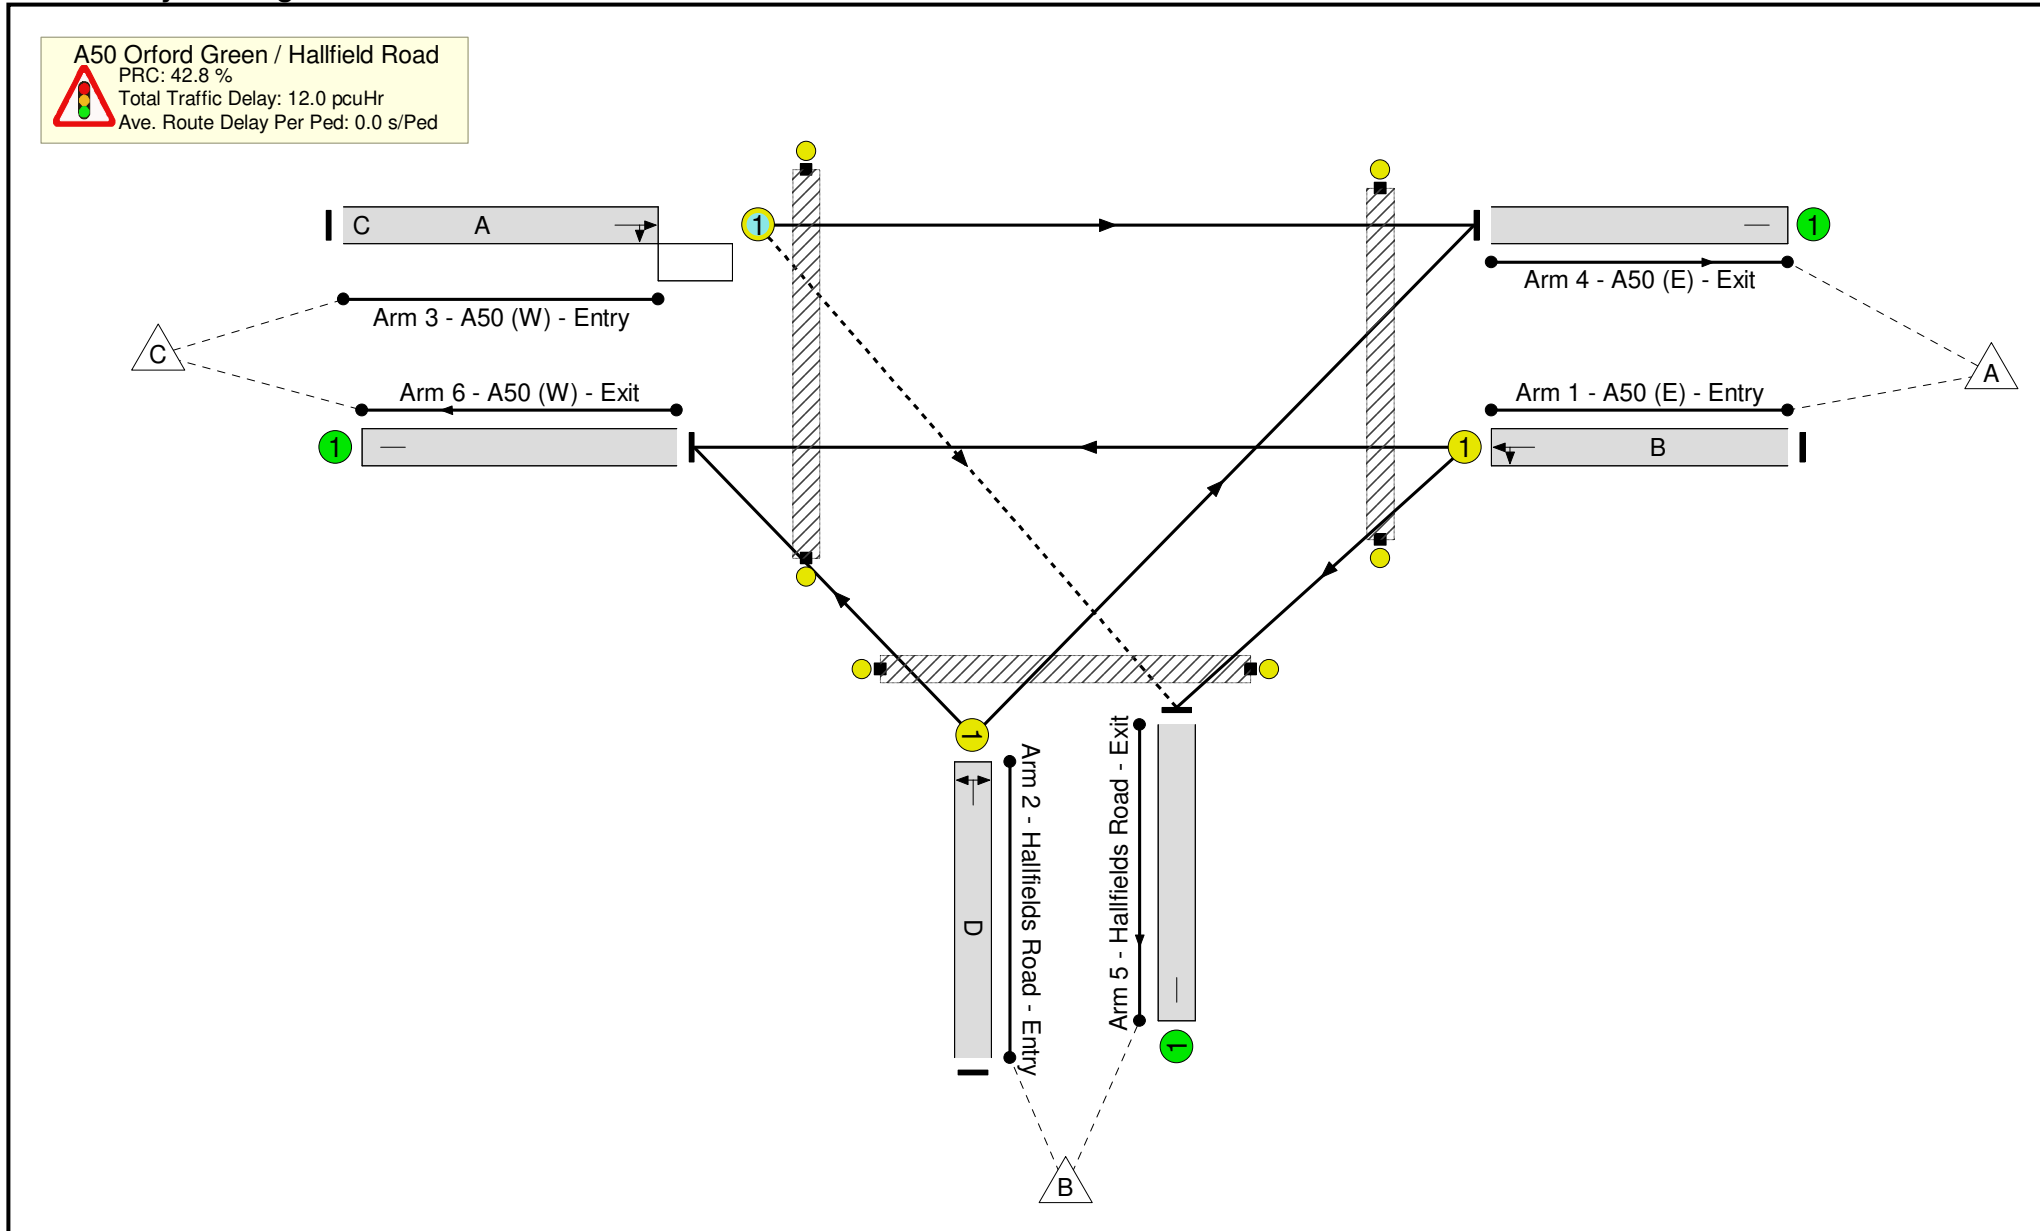 A50 Orford Green / Hallfield Road
PRC: 42.8 %
Total Traffic Delay: 12.0 pcuHr
Ave. Route Delay Per Ped: 0.0 s/Ped
C A
1
1
Arm 3 - A50 (W) - Entry
Arm 4 - A50 (E) - Exit
C
A
Arm 6 - A50 (W) - Exit
Arm 1 - A50 (E) - Entry
1
1
B
1
Arm 2 - Hallfields Road - Entry
Arm 5 - Hallfields Road - Exit
D
1
B